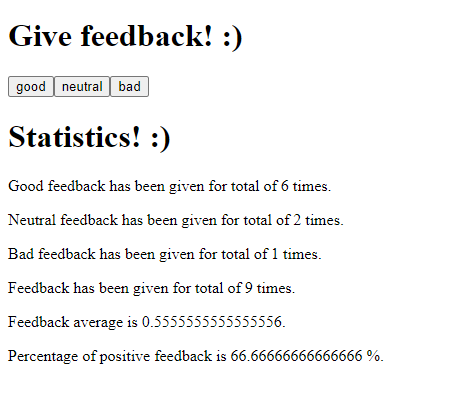 Give feedback! :)
good neutral bad
Statistics! :)
Good feedback has been given for total of 6 times.
Neutral feedback has been given for total of 2 times.
Bad feedback has been given for total of 1 times.
Feedback has been given for total of 9 times.
Feedback average is 0.5555555555555556.
Percentage of positive feedback is 66.66666666666666 %.